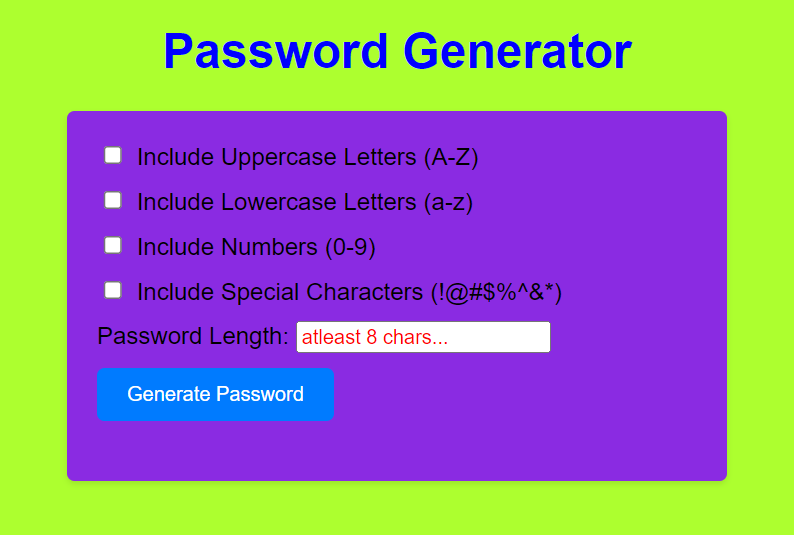 Password Generator
Include Uppercase Letters (A-Z)
Include Lowercase Letters (a-z)
Include Numbers (0-9)
Include Special Characters (!@#$%^&*)
Password Length: atleast 8 chars...
Generate Password